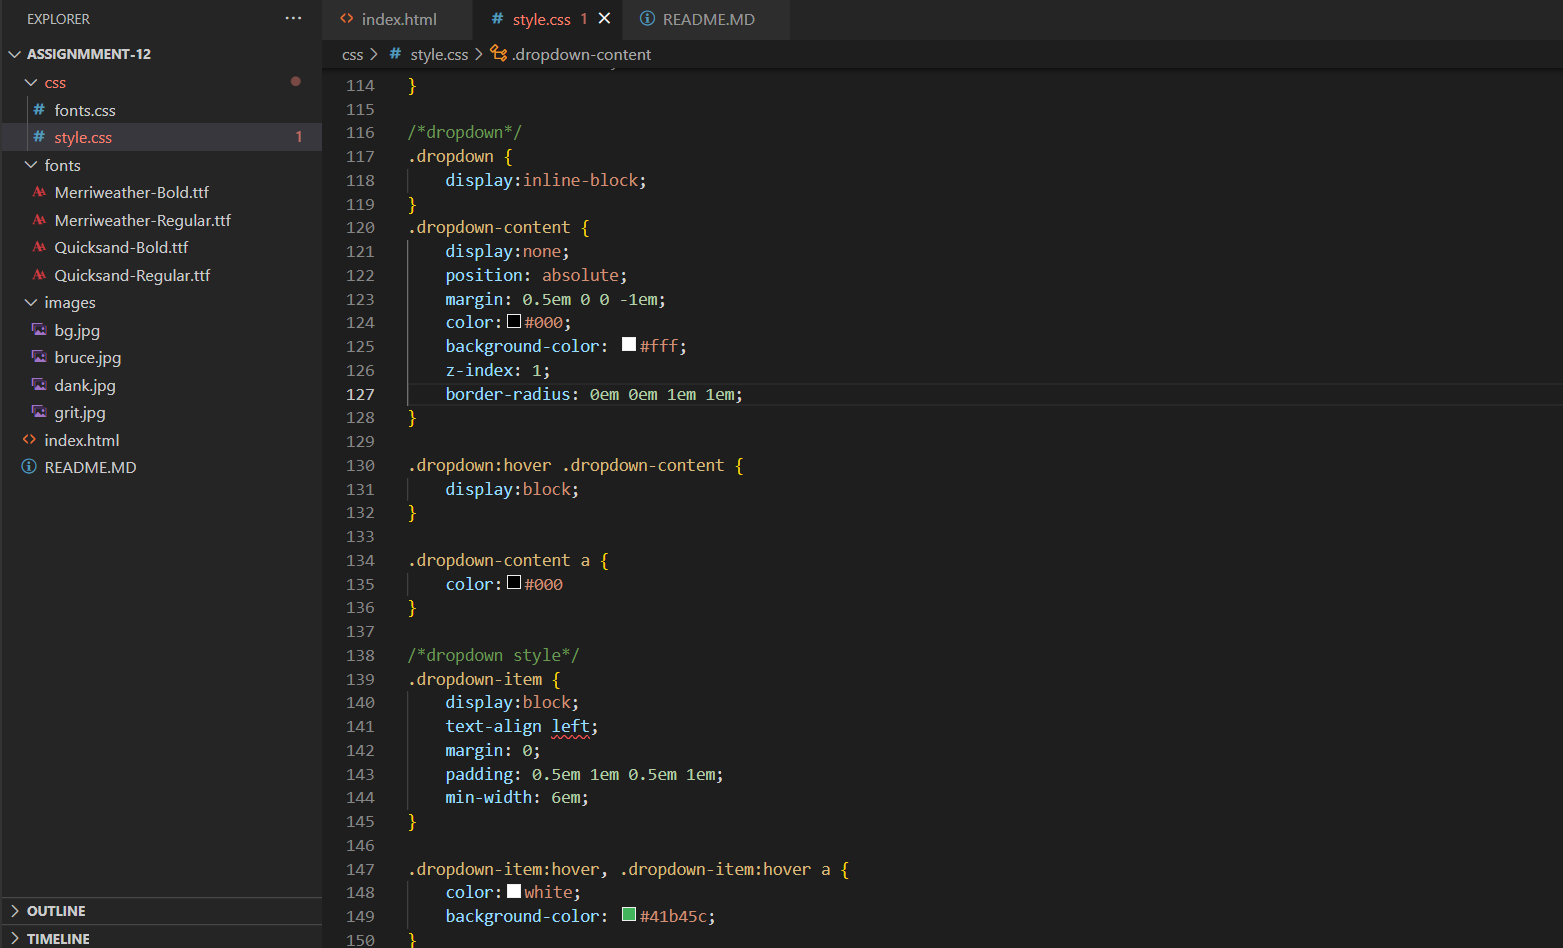 EXPLORER
ASSIGNMMENT-12
css
fonts.css
style.css 1
fonts
Merriweather-Bold.ttf
Merriweather-Regular.ttf
Quicksand-Bold.ttf
Quicksand-Regular.ttf
images
bg.jpg
bruce.jpg
dank.jpg
grit.jpg
index.html
README.MD
OUTLINE
TIMELINE
index.html
style.css 1
README.MD
css > style.css > .dropdown-content
114 }
115
116 /*dropdown*/
117 .dropdown {
118 display:inline-block;
119 }
120 .dropdown-content {
121 display:none;
122 position: absolute;
123 margin: 0.5em 0 0 -1em;
124 color:#000;
125 background-color: #fff;
126 z-index: 1;
127 border-radius: 0em 0em 1em 1em;
128 }
129
130 .dropdown:hover .dropdown-content {
131 display:block;
132 }
133
134 .dropdown-content a {
135 color:#000
136 }
137
138 /*dropdown style*/
139 .dropdown-item {
140 display:block;
141 text-align left;
142 margin: 0;
143 padding: 0.5em 1em 0.5em 1em;
144 min-width: 6em;
145 }
146
147 .dropdown-item:hover, .dropdown-item:hover a {
148 color:white;
149 background-color: #41b45c;
150 }